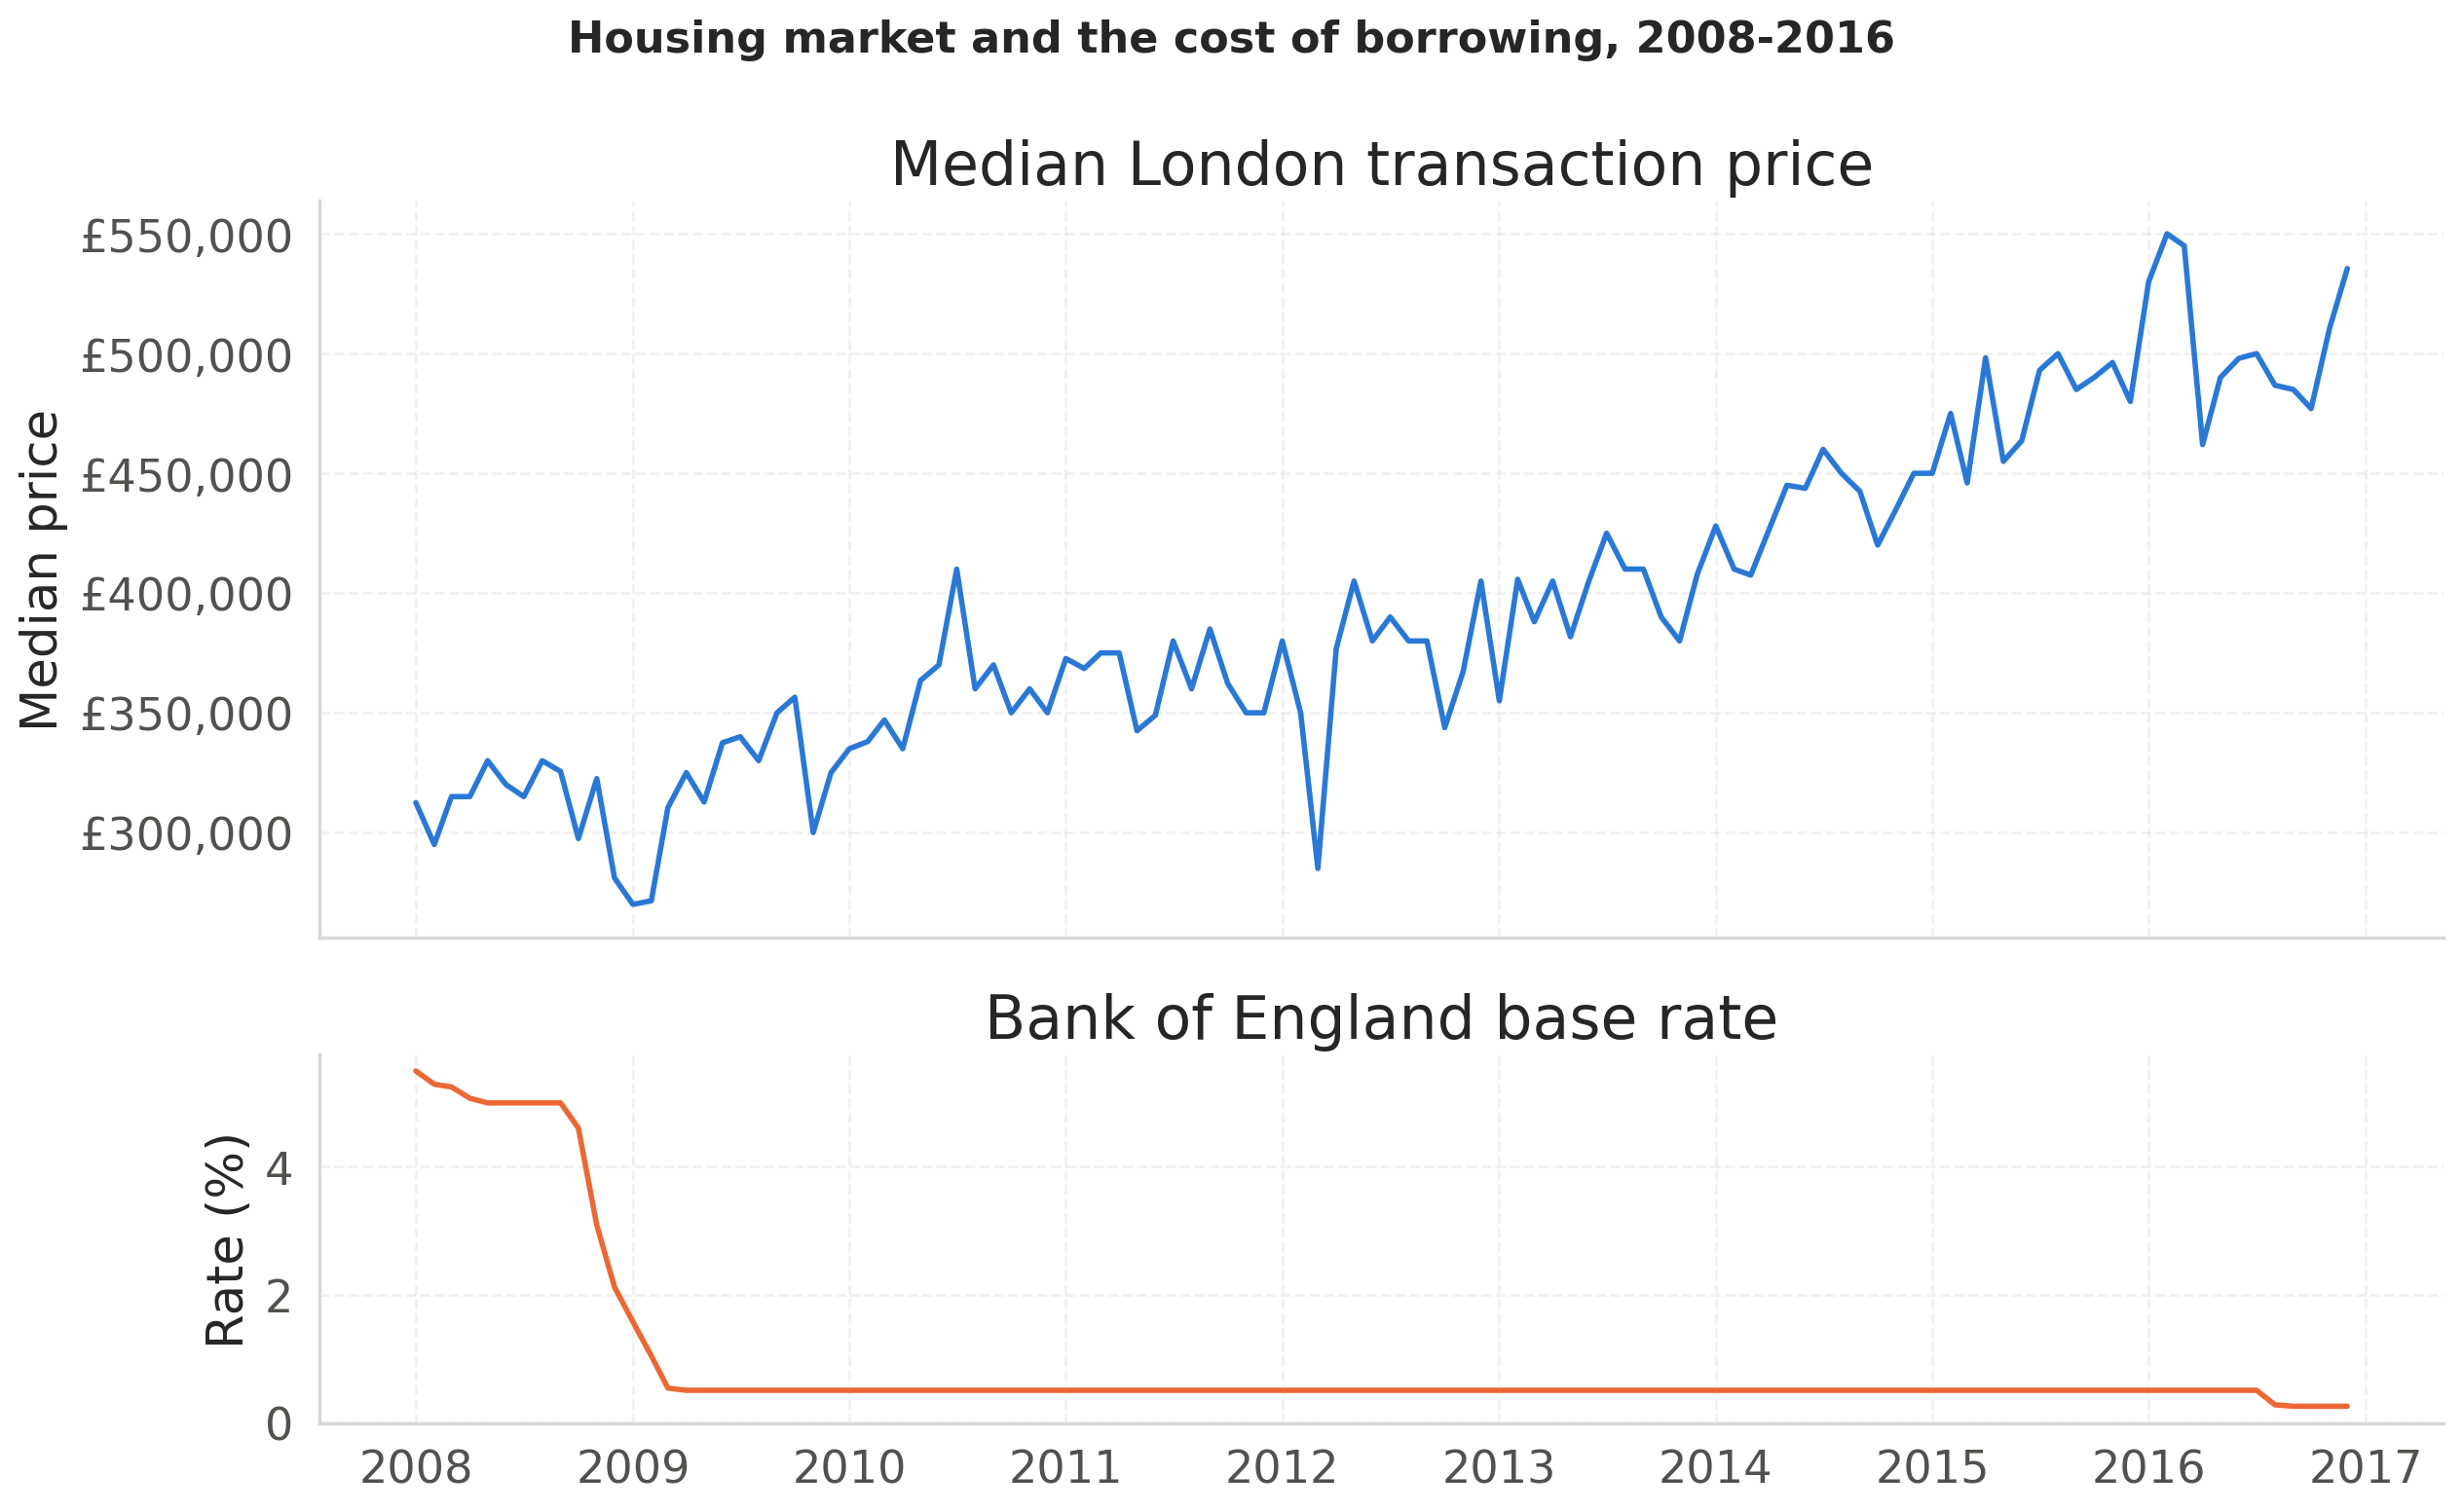 Housing market and the cost of borrowing, 2008-2016
Median London transaction price
Median price
£550,000
£500,000
£450,000
£400,000
£350,000
£300,000
Bank of England base rate
Rate (%)
4
2
0
2008 2009 2010 2011 2012 2013 2014 2015 2016 2017